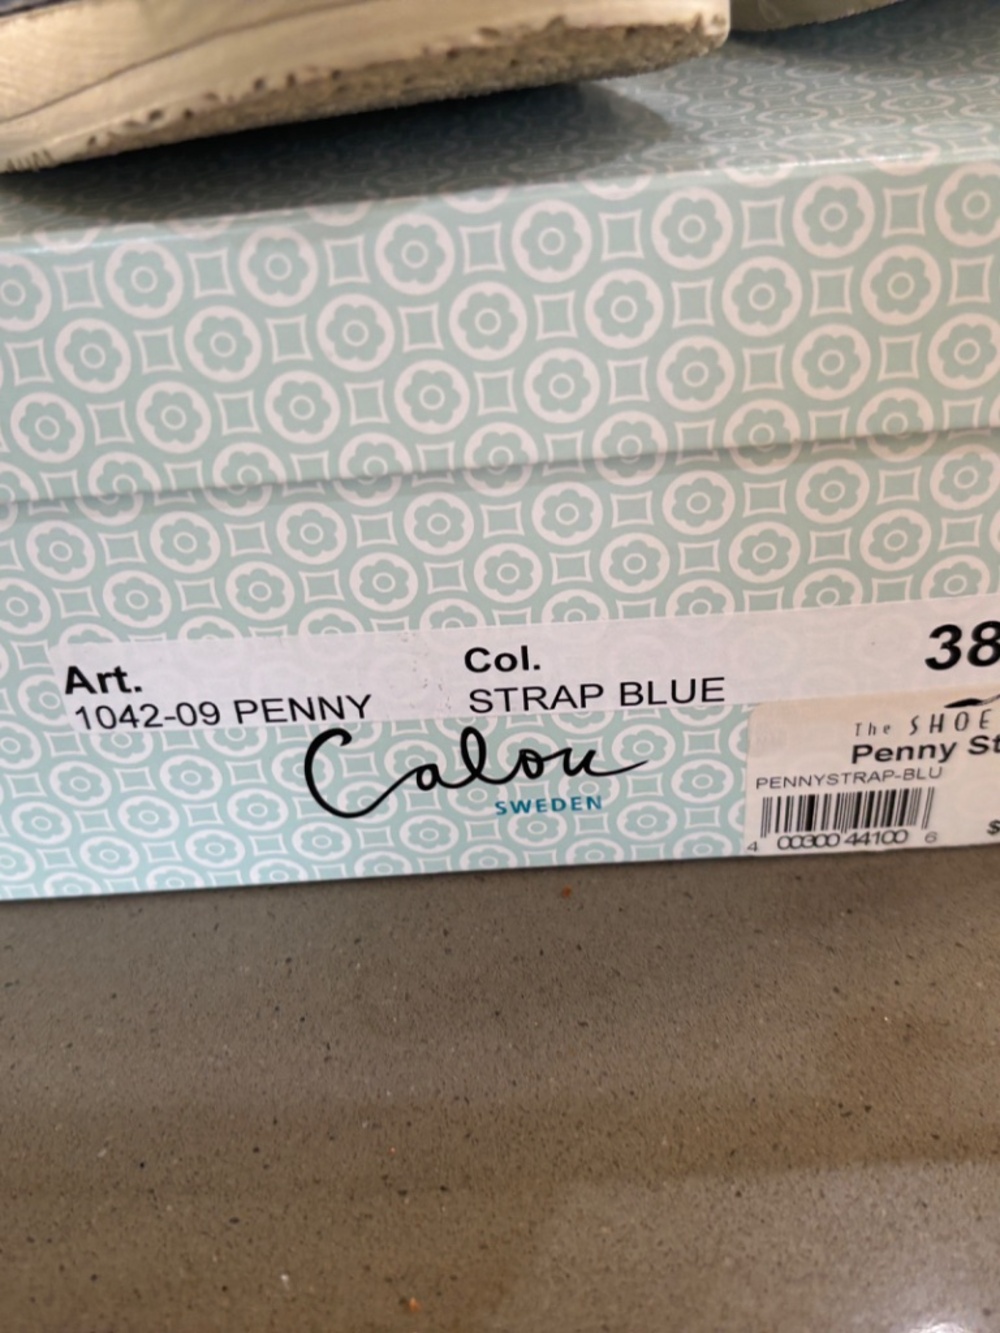 Art.
1042-09 PENNY
Col.
STRAP BLUE
38
Calou
SWEDEN
The SHOE
Penny St
PENNYSTRAP-BLU
$
4 00300 44100 6